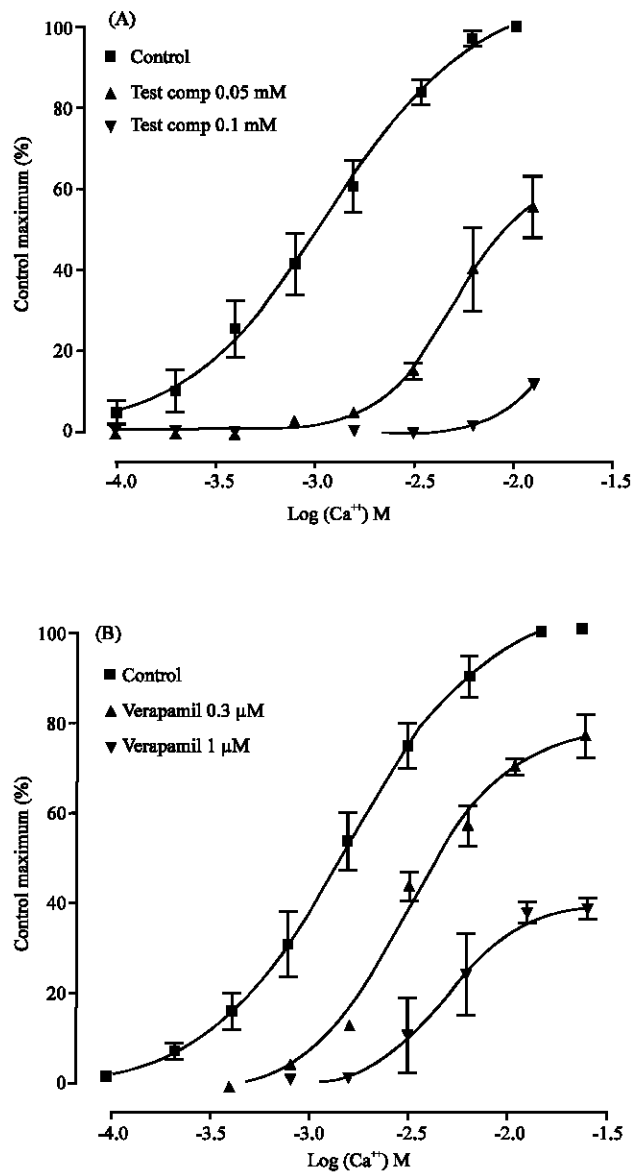 (A)
Control
Test comp 0.05 mM
Test comp 0.1 mM
Control maximum (%)
100
80
60
40
20
0
-4.0 -3.5 -3.0 -2.5 -2.0 -1.5
Log (Ca⁺⁺) M
(B)
Control
Verapamil 0.3 μM
Verapamil 1 μM
Control maximum (%)
100
80
60
40
20
0
-4.0 -3.5 -3.0 -2.5 -2.0 -1.5
Log (Ca⁺⁺) M